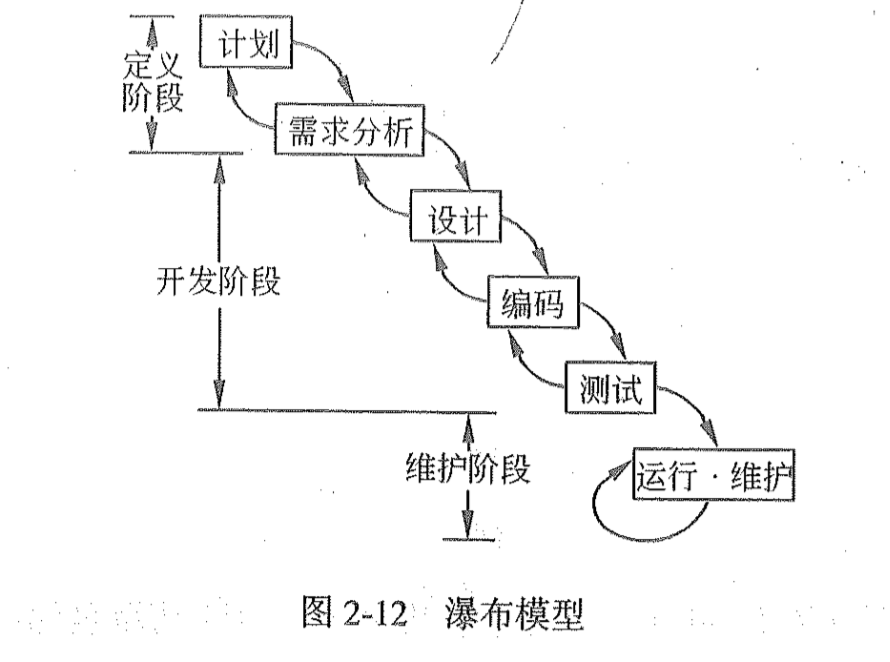 计划
定义
阶段
需求分析
设计
开发阶段
编码
测试
维护阶段
运行·维护
图 2-12 瀑布模型